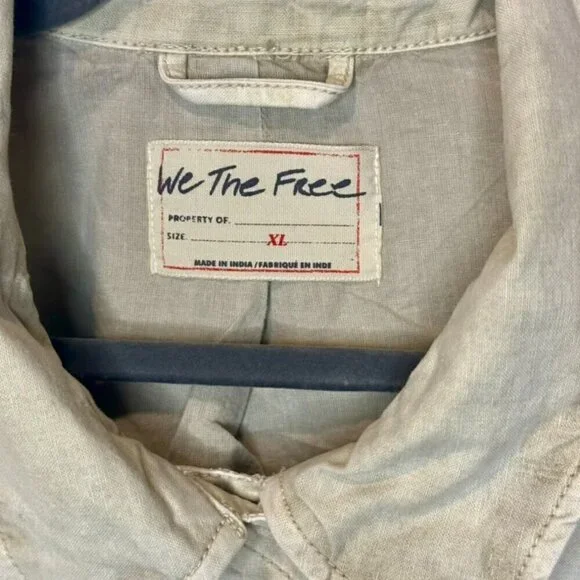 We The Free
PROPERTY OF.
SIZE XL
MADE IN INDIA / FABRIQUÉ EN INDE